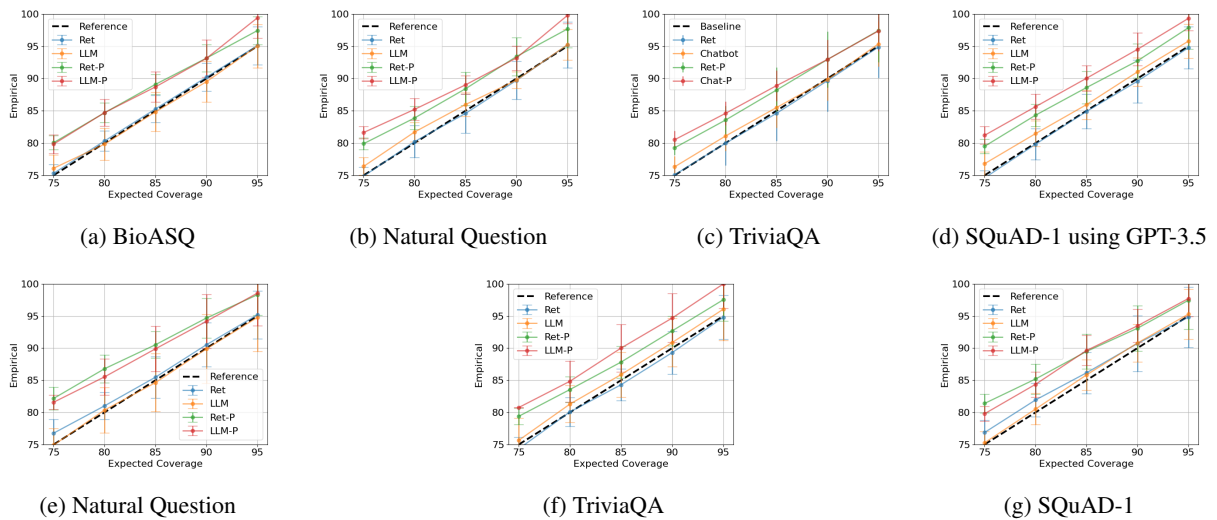 100
95
90
85
80
75
Empirical
75 80 85 90 95
Expected Coverage
Reference
Ret
LLM
Ret-P
LLM-P
(a) BioASQ
100
95
90
85
80
75
Empirical
75 80 85 90 95
Expected Coverage
Reference
Ret
LLM
Ret-P
LLM-P
(b) Natural Question
100
95
90
85
80
75
Empirical
75 80 85 90 95
Expected Coverage
Baseline
Ret
Chatbot
Ret-P
Chat-P
(c) TriviaQA
100
95
90
85
80
75
Empirical
75 80 85 90 95
Expected Coverage
Reference
Ret
LLM
Ret-P
LLM-P
(d) SQuAD-1 using GPT-3.5
100
95
90
85
80
75
Empirical
75 80 85 90 95
Expected Coverage
Reference
Ret
LLM
Ret-P
LLM-P
(e) Natural Question
100
95
90
85
80
75
Empirical
75 80 85 90 95
Expected Coverage
Reference
Ret
LLM
Ret-P
LLM-P
(f) TriviaQA
100
95
90
85
80
75
Empirical
75 80 85 90 95
Expected Coverage
Reference
Ret
LLM
Ret-P
LLM-P
(g) SQuAD-1